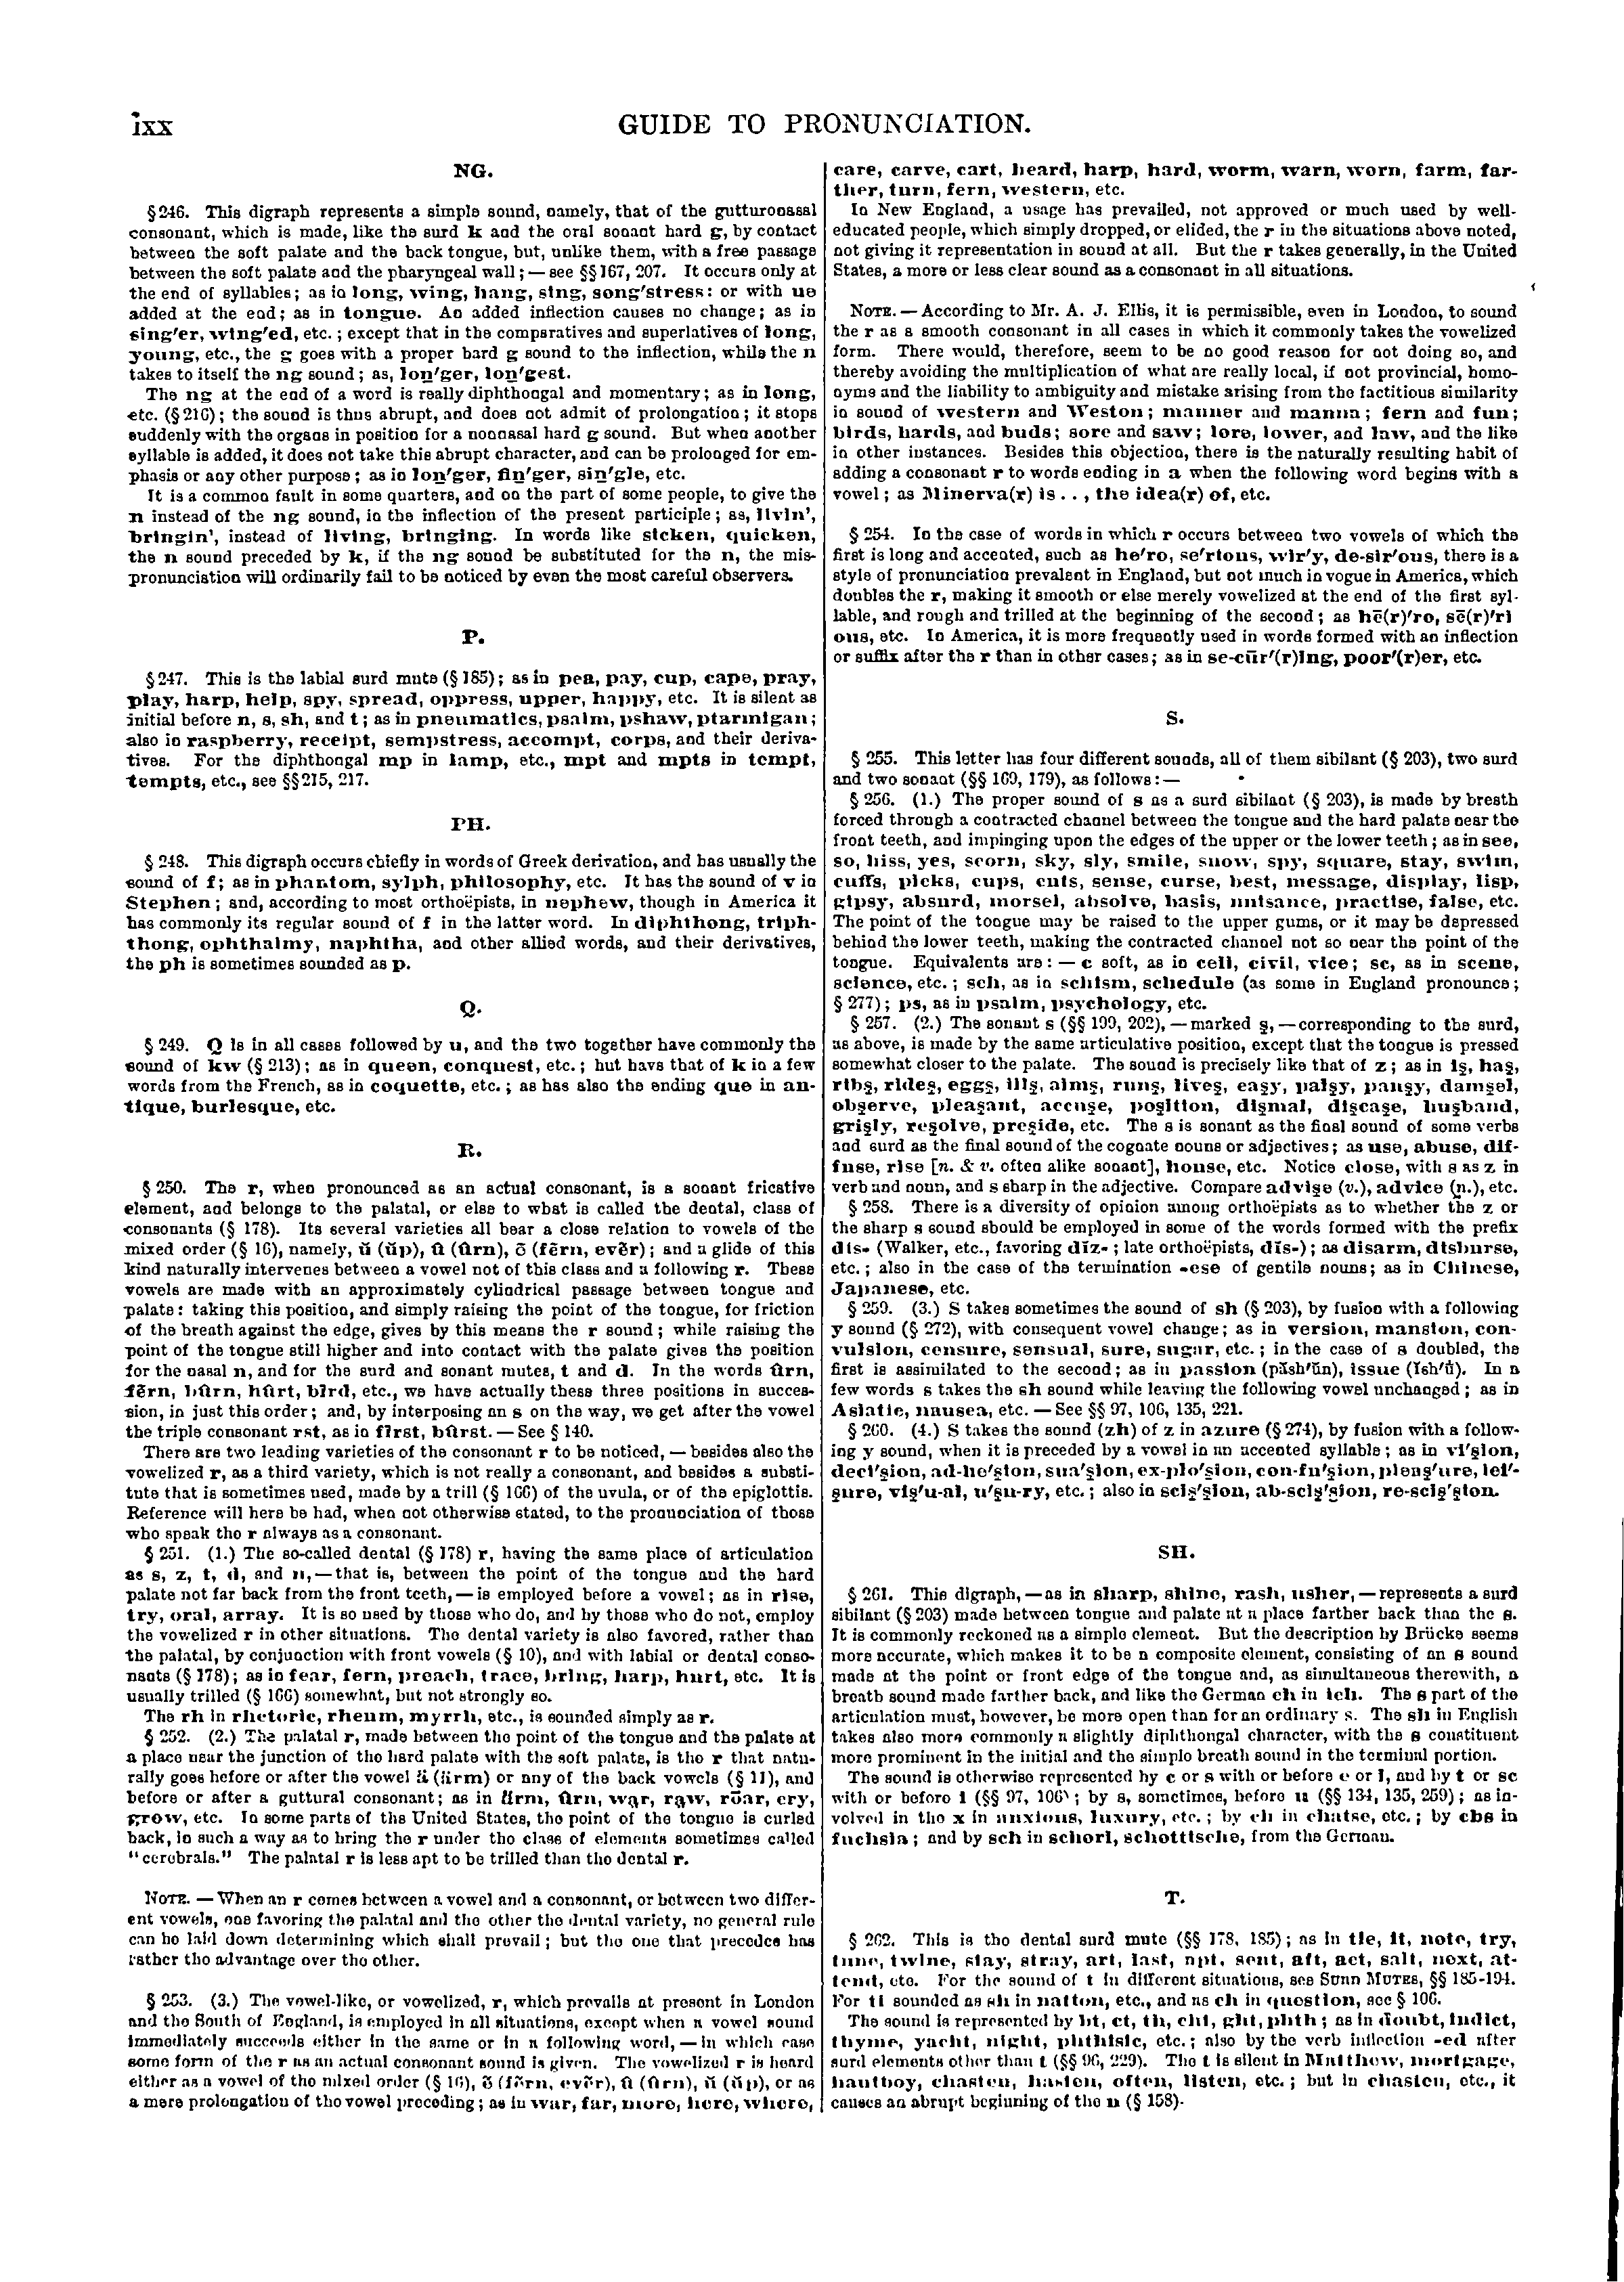 ixx
GUIDE TO PRONUNCIATION.
NG.
§ 246. This digraph represents a simple sound, namely, that of the gutturonasal
consonant, which is made, like the surd k and the oral sonant hard g, by contact
between the soft palate and the back tongue, but, unlike them, with a free passage
between the soft palate and the pharyngeal wall; — see §§ 167, 207. It occurs only at
the end of syllables; as in long, wing, hang, sing, song'stress: or with ue
added at the end; as in tongue. An added inflection causes no change; as in
sing'er, wing'ed, etc.; except that in the comparatives and superlatives of long,
young, etc., the g goes with a proper hard g sound to the inflection, while the n
takes to itself the ng sound; as, loṉ'ger, loṉ'gest.
The ng at the end of a word is really diphthongal and momentary; as in long,
etc. (§ 216); the sound is thus abrupt, and does not admit of prolongation; it stops
suddenly with the organs in position for a nonnasal hard g sound. But when another
syllable is added, it does not take this abrupt character, and can be prolonged for em-
phasis or any other purpose; as in loṉ'ger, fiṉ'ger, siṉ'gle, etc.
It is a common fault in some quarters, and on the part of some people, to give the
n instead of the ng sound, in the inflection of the present participle; as, livin',
bringin', instead of living, bringing. In words like sicken, quicken,
the n sound preceded by k, if the ng sound be substituted for the n, the mis-
pronunciation will ordinarily fail to be noticed by even the most careful observers.
P.
§ 247. This is the labial surd mute (§ 185); as in pea, pay, cup, cape, pray,
play, harp, help, spy, spread, oppress, upper, happy, etc. It is silent as
initial before n, s, sh, and t; as in pneumatics, psalm, pshaw, ptarmigan;
also in raspberry, receipt, sempstress, accompt, corps, and their deriva-
tives. For the diphthongal mp in lamp, etc., mpt and mpts in tempt,
tempts, etc., see §§ 215, 217.
PH.
§ 248. This digraph occurs chiefly in words of Greek derivation, and has usually the
sound of f; as in phantom, sylph, philosophy, etc. It has the sound of v in
Stephen; and, according to most orthoëpists, in nephew, though in America it
has commonly its regular sound of f in the latter word. In diphthong, triph-
thong, ophthalmy, naphtha, and other allied words, and their derivatives,
the ph is sometimes sounded as p.
Q.
§ 249. Q is in all cases followed by u, and the two together have commonly the
sound of kw (§ 213); as in queen, conquest, etc.; but have that of k in a few
words from the French, as in coquette, etc.; as has also the ending que in an-
tique, burlesque, etc.
R.
§ 250. The r, when pronounced as an actual consonant, is a sonant fricative
element, and belongs to the palatal, or else to what is called the dental, class of
consonants (§ 178). Its several varieties all bear a close relation to vowels of the
mixed order (§ 16), namely, ŭ (ŭp), û (ûrn), ẽ (fẽrn, evẽr); and a glide of this
kind naturally intervenes between a vowel not of this class and a following r. These
vowels are made with an approximately cylindrical passage between tongue and
palate: taking this position, and simply raising the point of the tongue, for friction
of the breath against the edge, gives by this means the r sound; while raising the
point of the tongue still higher and into contact with the palate gives the position
for the nasal n, and for the surd and sonant mutes, t and d. In the words ûrn,
fẽrn, bûrn, hûrt, bĩrd, etc., we have actually these three positions in succes-
sion, in just this order; and, by interposing an s on the way, we get after the vowel
the triple consonant rst, as in fĩrst, bûrst. — See § 140.
There are two leading varieties of the consonant r to be noticed, — besides also the
vowelized r, as a third variety, which is not really a consonant, and besides a substi-
tute that is sometimes used, made by a trill (§ 166) of the uvula, or of the epiglottis.
Reference will here be had, when not otherwise stated, to the pronunciation of those
who speak the r always as a consonant.
§ 251. (1.) The so-called dental (§ 178) r, having the same place of articulation
as s, z, t, d, and n, — that is, between the point of the tongue and the hard
palate not far back from the front teeth, — is employed before a vowel; as in rise,
try, oral, array. It is so used by those who do, and by those who do not, employ
the vowelized r in other situations. The dental variety is also favored, rather than
the palatal, by conjunction with front vowels (§ 10), and with labial or dental conso-
nants (§ 178); as in fear, fern, preach, trace, bring, harp, hurt, etc. It is
usually trilled (§ 166) somewhat, but not strongly so.
The rh in rhetoric, rheum, myrrh, etc., is sounded simply as r.
§ 252. (2.) The palatal r, made between the point of the tongue and the palate at
a place near the junction of the hard palate with the soft palate, is the r that natu-
rally goes before or after the vowel ä (ärm) or any of the back vowels (§ 11), and
before or after a guttural consonant; as in ärm, ûrn, wạr, rạw, rōar, cry,
grow, etc. In some parts of the United States, the point of the tongue is curled
back, in such a way as to bring the r under the class of elements sometimes called
"cerebrals." The palatal r is less apt to be trilled than the dental r.
NOTE. — When an r comes between a vowel and a consonant, or between two differ-
ent vowels, one favoring the palatal and the other the dental variety, no general rule
can be laid down determining which shall prevail; but the one that precedes has
rather the advantage over the other.
§ 253. (3.) The vowel-like, or vowelized, r, which prevails at present in London
and the South of England, is employed in all situations, except when a vowel sound
immediately succeeds either in the same or in a following word, — in which case
some form of the r as an actual consonant sound is given. The vowelized r is heard
either as a vowel of the mixed order (§ 16), ẽ (fẽrn, evẽr), û (ûrn), ŭ (ŭp), or as
a mere prolongation of the vowel preceding; as in war, far, more, here, where,
care, carve, cart, heard, harp, hard, worm, warn, worn, farm, far-
ther, turn, fern, western, etc.
In New England, a usage has prevailed, not approved or much used by well-
educated people, which simply dropped, or elided, the r in the situations above noted,
not giving it representation in sound at all. But the r takes generally, in the United
States, a more or less clear sound as a consonant in all situations.
NOTE. — According to Mr. A. J. Ellis, it is permissible, even in London, to sound
the r as a smooth consonant in all cases in which it commonly takes the vowelized
form. There would, therefore, seem to be no good reason for not doing so, and
thereby avoiding the multiplication of what are really local, if not provincial, homo-
nyms and the liability to ambiguity and mistake arising from the factitious similarity
in sound of western and Weston; manner and manna; fern and fun;
birds, bards, and buds; sore and saw; lore, lower, and law, and the like
in other instances. Besides this objection, there is the naturally resulting habit of
adding a consonant r to words ending in a when the following word begins with a
vowel; as Minerva(r) is . . , the idea(r) of, etc.
§ 254. In the case of words in which r occurs between two vowels of which the
first is long and accented, such as he'ro, se'rious, wir'y, de-sir'ous, there is a
style of pronunciation prevalent in England, but not much in vogue in America, which
doubles the r, making it smooth or else merely vowelized at the end of the first syl-
lable, and rough and trilled at the beginning of the second; as hē(r)'ro, sē(r)'ri
ous, etc. In America, it is more frequently used in words formed with an inflection
or suffix after the r than in other cases; as in se-cūr'(r)ing, poor'(r)er, etc.
S.
§ 255. This letter has four different sounds, all of them sibilant (§ 203), two surd
and two sonant (§§ 169, 179), as follows: —
§ 256. (1.) The proper sound of s as a surd sibilant (§ 203), is made by breath
forced through a contracted channel between the tongue and the hard palate near the
front teeth, and impinging upon the edges of the upper or the lower teeth; as in see,
so, hiss, yes, scorn, sky, sly, smile, snow, spy, square, stay, swim,
cuffs, picks, cups, cuts, sense, curse, best, message, display, lisp,
gipsy, absurd, morsel, absolve, basis, nuisance, practise, false, etc.
The point of the tongue may be raised to the upper gums, or it may be depressed
behind the lower teeth, making the contracted channel not so near the point of the
tongue. Equivalents are: — c soft, as in cell, civil, vice; sc, as in scene,
science, etc.; sch, as in schism, schedule (as some in England pronounce;
§ 277); ps, as in psalm, psychology, etc.
§ 257. (2.) The sonant s (§§ 199, 202), — marked s̱, — corresponding to the surd,
as above, is made by the same articulative position, except that the tongue is pressed
somewhat closer to the palate. The sound is precisely like that of z; as in is̱, has̱,
ribs̱, rides̱, eggs̱, ills̱, aims̱, runs̱, lives̱, eas̱y, pals̱y, pans̱y, dams̱el,
obs̱erve, pleas̱ant, accus̱e, pos̱ition, dis̱mal, dis̱ease, hus̱band,
gris̱ly, res̱olve, pres̱ide, etc. The s is sonant as the final sound of some verbs
and surd as the final sound of the cognate nouns or adjectives; as use, abuse, dif-
fuse, rise [n. & v. often alike sonant], house, etc. Notice close, with s as z in
verb and noun, and s sharp in the adjective. Compare advis̱e (v.), advice (n.), etc.
§ 258. There is a diversity of opinion among orthoëpists as to whether the z or
the sharp s sound should be employed in some of the words formed with the prefix
dis- (Walker, etc., favoring dĭz- ; late orthoëpists, dĭs-); as disarm, disburse,
etc.; also in the case of the termination -ese of gentile nouns; as in Chinese,
Japanese, etc.
§ 259. (3.) S takes sometimes the sound of sh (§ 203), by fusion with a following
y sound (§ 272), with consequent vowel change; as in version, mansion, con-
vulsion, censure, sensual, sure, sugar, etc.; in the case of s doubled, the
first is assimilated to the second; as in passion (păsh'ŭn), issue (ĭsh'ṳ). In a
few words s takes the sh sound while leaving the following vowel unchanged; as in
Asiatic, nausea, etc. — See §§ 97, 106, 135, 221.
§ 260. (4.) S takes the sound (zh) of z in azure (§ 274), by fusion with a follow-
ing y sound, when it is preceded by a vowel in an accented syllable; as in vi's̱ion,
deci's̱ion, ad-he's̱ion, sua's̱ion, ex-plo's̱ion, con-fu's̱ion, pleas̱'ure, lei'-
s̱ure, vis̱'u-al, u's̱u-ry, etc.; also in scis̱'s̱ion, ab-scis̱'s̱ion, re-scis̱'s̱ion.
SH.
§ 261. This digraph, — as in sharp, shine, rash, usher, — represents a surd
sibilant (§ 203) made between tongue and palate at a place farther back than the s.
It is commonly reckoned as a simple element. But the description by Brücke seems
more accurate, which makes it to be a composite element, consisting of an s sound
made at the point or front edge of the tongue and, as simultaneous therewith, a
breath sound made farther back, and like the German ch in ich. The s part of the
articulation must, however, be more open than for an ordinary s. The sh in English
takes also more commonly a slightly diphthongal character, with the s constituent
more prominent in the initial and the simple breath sound in the terminal portion.
The sound is otherwise represented by c or s with or before e or i, and by t or sc
with or before i (§§ 97, 106); by s, sometimes, before u (§§ 134, 135, 259); as in-
volved in the x in anxious, luxury, etc.; by ch in chaise, etc.; by chs in
fuchsia; and by sch in schorl, schottische, from the German.
T.
§ 262. This is the dental surd mute (§§ 178, 185); as in tie, it, note, try,
tune, twine, stay, stray, art, last, apt, sent, aft, act, salt, next, at-
tend, etc. For the sound of t in different situations, see SURD MUTES, §§ 185-194.
For ti sounded as sh in nation, etc., and as ch in question, see § 106.
The sound is represented by bt, ct, th, cht, ght, phth; as in doubt, indict,
thyme, yacht, night, phthisic, etc.; also by the verb inflection -ed after
surd elements other than t (§§ 96, 229). The t is silent in Matthew, mortgage,
hautboy, chasten, hasten, often, listen, etc.; but in chasten, etc., it
causes an abrupt beginning of the n (§ 158).